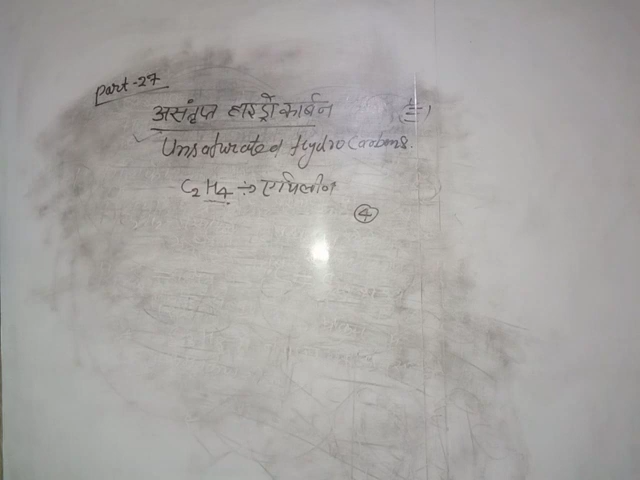 Part-27
असंतृप्त हाइड्रोकार्बन (=)
Unsaturated Hydrocarbons.
C₂H₄ → एथिलीन
4